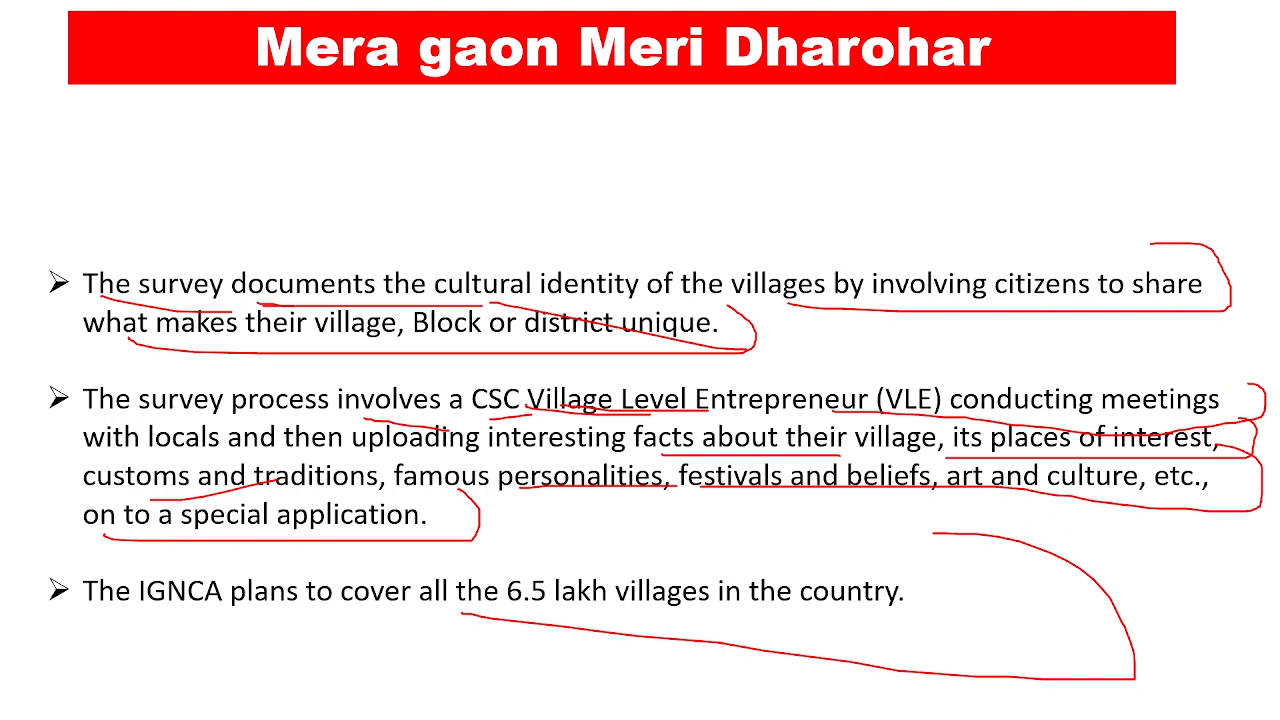 Mera gaon Meri Dharohar
➢ The survey documents the cultural identity of the villages by involving citizens to share
what makes their village, Block or district unique.
➢ The survey process involves a CSC Village Level Entrepreneur (VLE) conducting meetings
with locals and then uploading interesting facts about their village, its places of interest,
customs and traditions, famous personalities, festivals and beliefs, art and culture, etc.,
on to a special application.
➢ The IGNCA plans to cover all the 6.5 lakh villages in the country.